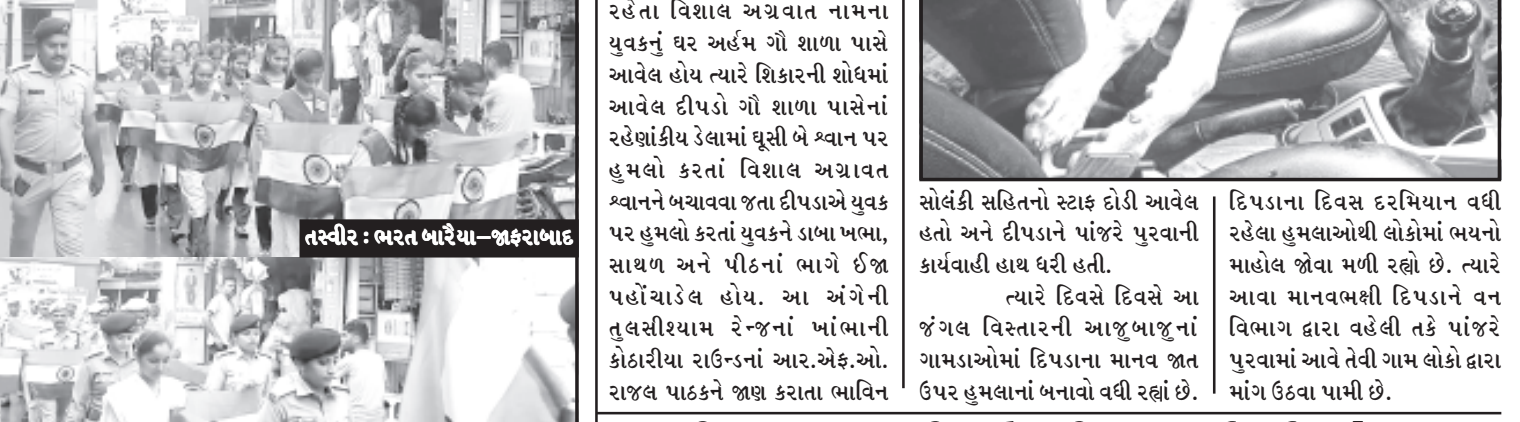 તસ્વીર : ભરત બારૈયા–જાફરાબાદ
રહેતા વિશાલ અગ્રવાત નામના
યુવકનું ઘર અર્હમ ગૌ શાળા પાસે
આવેલ હોય ત્યારે શિકારની શોધમાં
આવેલ દીપડો ગૌ શાળા પાસેનાં
રહેણાંકીય ડેલામાં ઘૂસી બે શ્વાન પર
હુમલો કરતાં વિશાલ અગ્રાવત
શ્વાનને બચાવવા જતા દીપડાએ યુવક
પર હુમલો કરતાં યુવકને ડાબા ખભા,
સાથળ અને પીઠનાં ભાગે ઈજા
પહોંચાડેલ હોય. આ અંગેની
તુલસીશ્યામ રેન્જનાં ખાંભાની
કોઠારીયા રાઉન્ડનાં આર.એફ.ઓ.
રાજલ પાઠકને જાણ કરાતા ભાવિન
સોલંકી સહિતનો સ્ટાફ દોડી આવેલ
હતો અને દીપડાને પાંજરે પુરવાની
કાર્યવાહી હાથ ધરી હતી.
ત્યારે દિવસે દિવસે આ
જંગલ વિસ્તારની આજુબાજુનાં
ગામડાઓમાં દિપડાના માનવ જાત
ઉપર હુમલાનાં બનાવો વધી રહ્યાં છે.
દિપડાના દિવસ દરમિયાન વધી
રહેલા હુમલાઓથી લોકોમાં ભયનો
માહોલ જોવા મળી રહ્યો છે. ત્યારે
આવા માનવભક્ષી દિપડાને વન
વિભાગ દ્વારા વહેલી તકે પાંજરે
પુરવામાં આવે તેવી ગામ લોકો દ્વારા
માંગ ઉઠવા પામી છે.